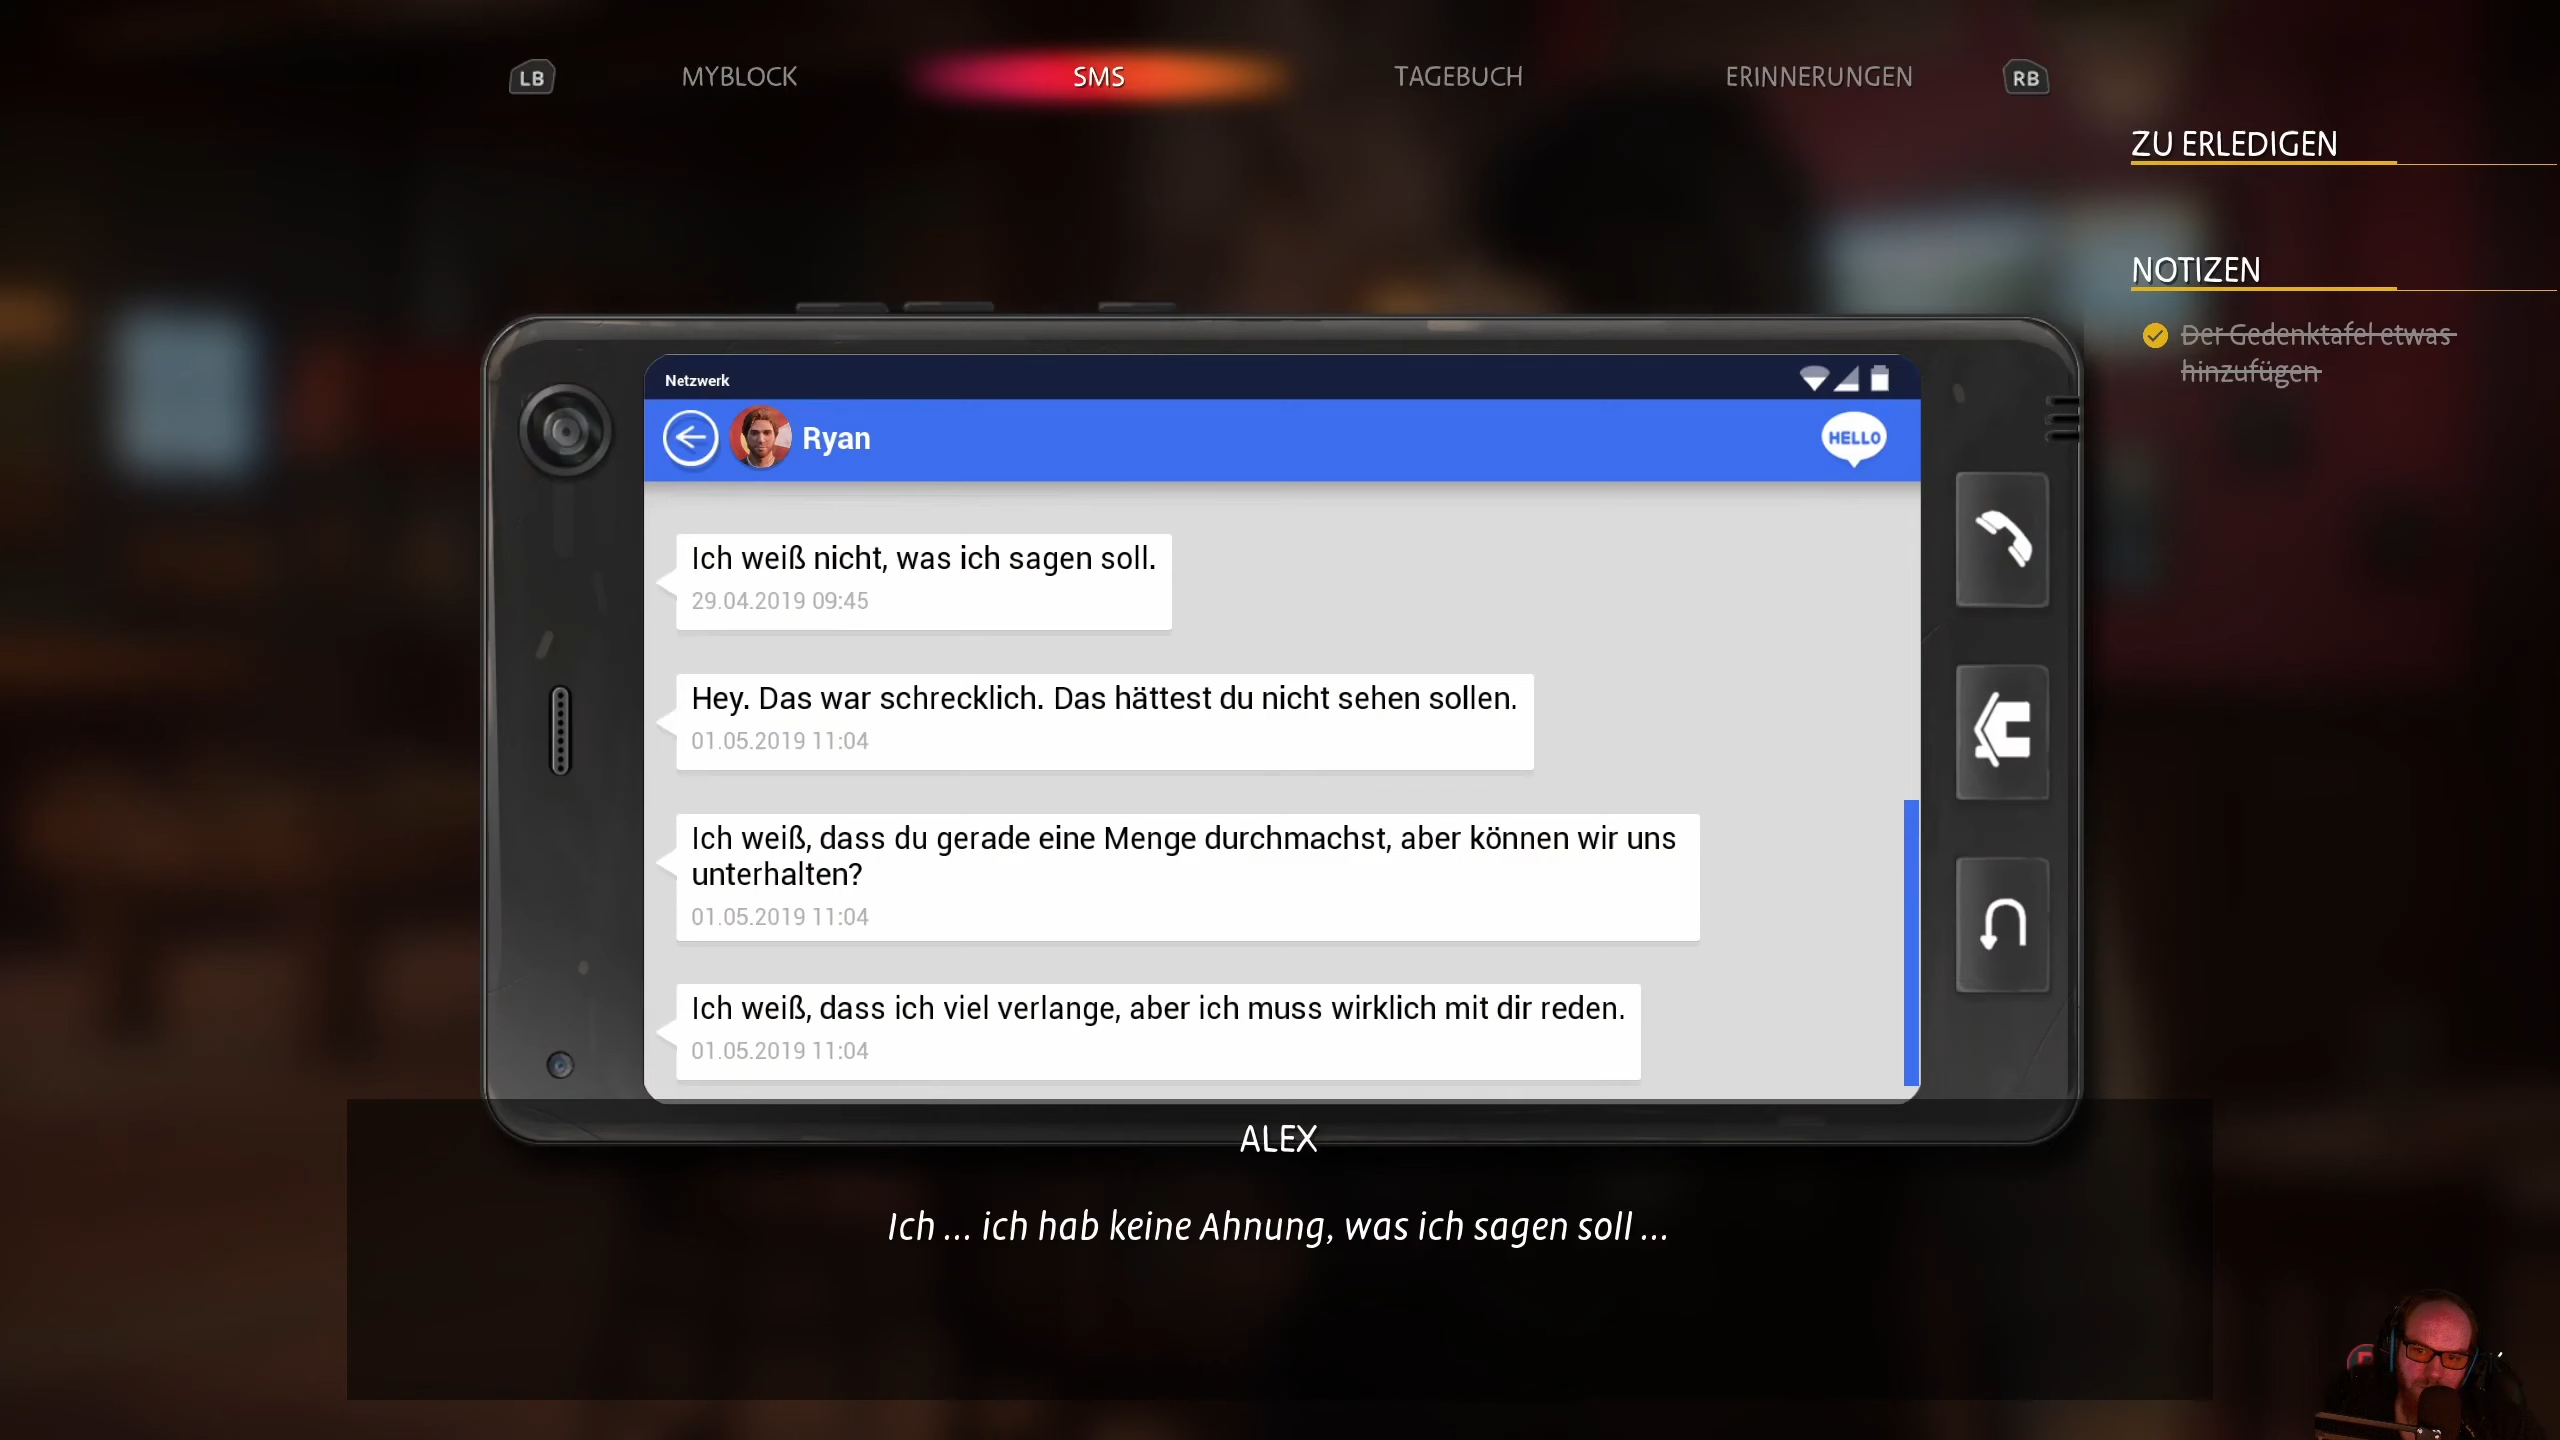 LB
MYBLOCK
SMS
TAGEBUCH
ERINNERUNGEN
RB
ZU ERLEDIGEN
NOTIZEN
Der Gedenktafel etwas
hinzufügen
Netzwerk
Ryan
HELLO
Ich weiß nicht, was ich sagen soll.
29.04.2019 09:45
Hey. Das war schrecklich. Das hättest du nicht sehen sollen.
01.05.2019 11:04
Ich weiß, dass du gerade eine Menge durchmachst, aber können wir uns
unterhalten?
01.05.2019 11:04
Ich weiß, dass ich viel verlange, aber ich muss wirklich mit dir reden.
01.05.2019 11:04
ALEX
Ich ... ich hab keine Ahnung, was ich sagen soll ...